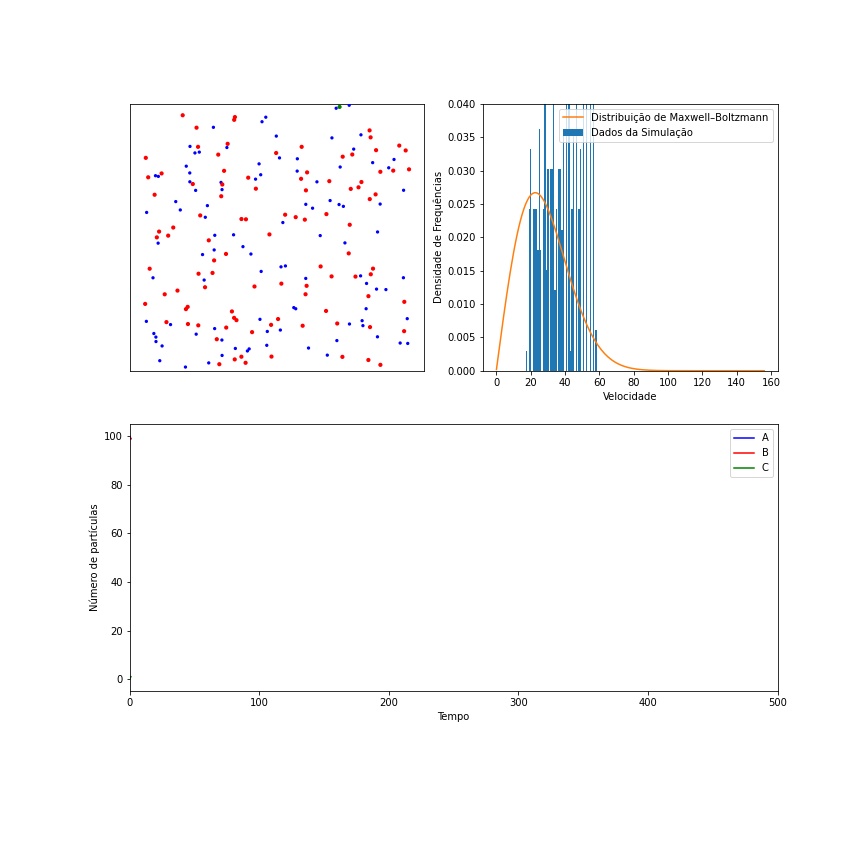 0.040
0.035
0.030
0.025
0.020
0.015
0.010
0.005
0.000
Densidade de Frequências
Distribuição de Maxwell–Boltzmann
Dados da Simulação
0 20 40 60 80 100 120 140 160
Velocidade
100
80
60
40
20
0
Número de partículas
A
B
C
0 100 200 300 400 500
Tempo